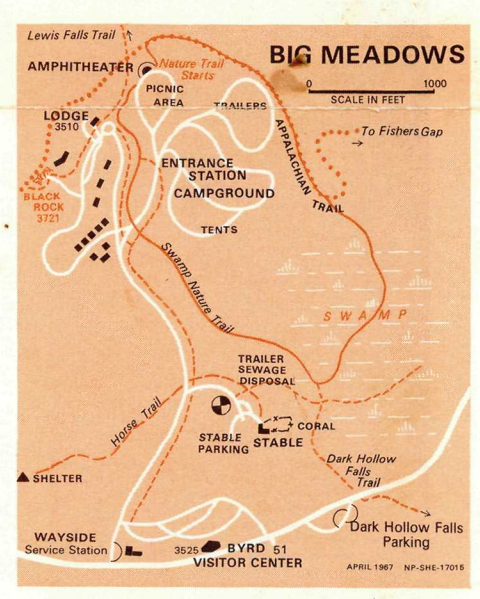 Lewis Falls Trail
BIG MEADOWS
AMPHITHEATER
Nature Trail
Starts
0 1000
SCALE IN FEET
PICNIC
AREA
TRAILERS
LODGE
3510
APPALACHIAN
TRAIL
To Fishers Gap
ENTRANCE
STATION
CAMPGROUND
BLACK
ROCK
3721
TENTS
Swamp Nature Trail
SWAMP
TRAILER
SEWAGE
DISPOSAL
Horse Trail
STABLE
PARKING
STABLE
CORAL
SHELTER
Dark Hollow
Falls
Trail
Dark Hollow Falls
Parking
WAYSIDE
Service Station
3525
BYRD 51
VISITOR CENTER
APRIL 1967 NP-SHE-17015